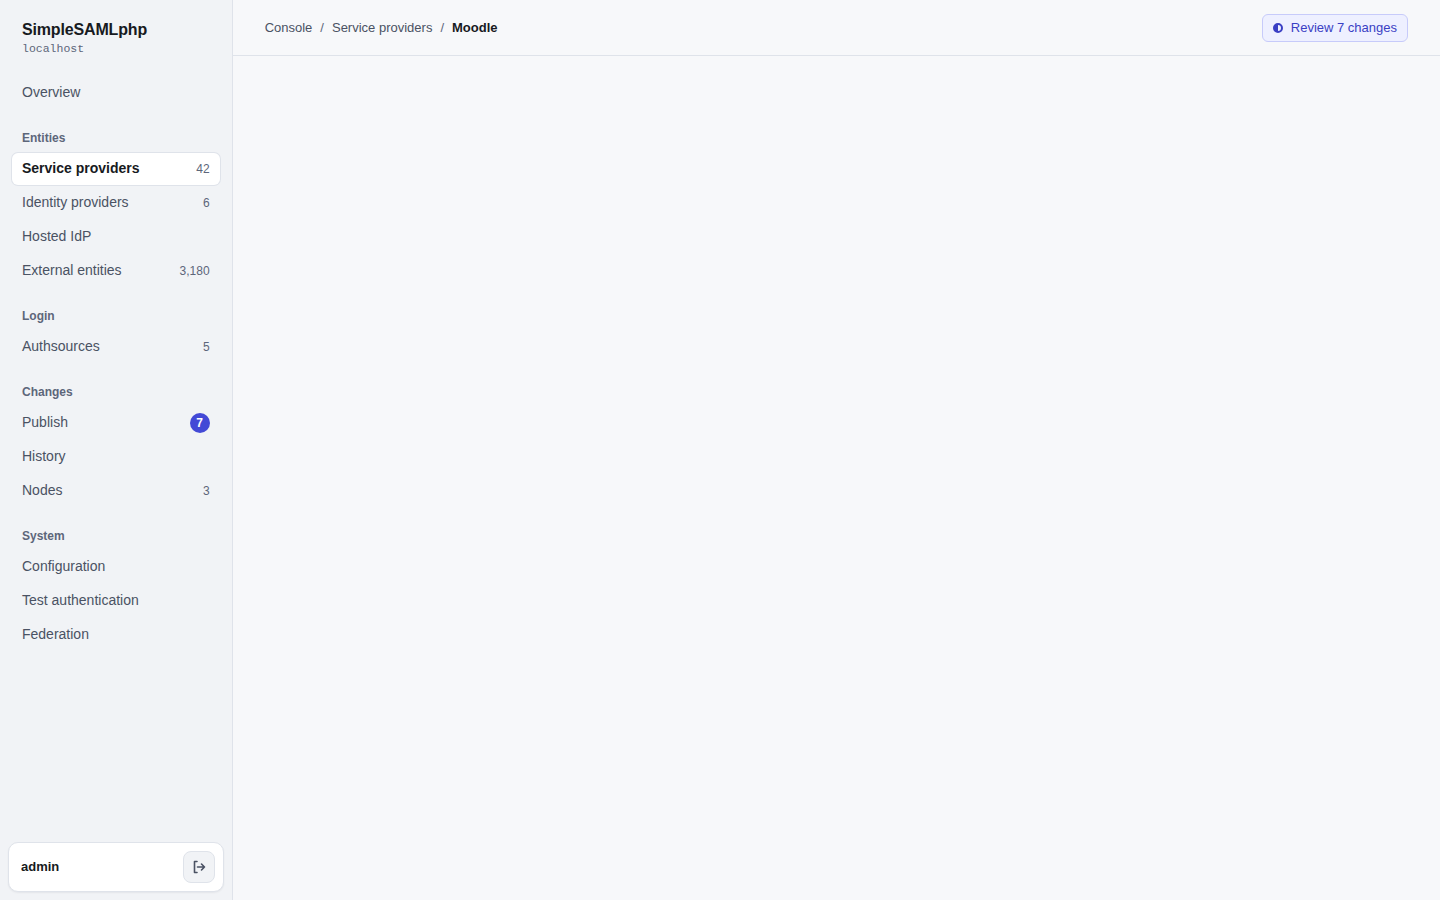 SimpleSAMLphp
localhost
Overview
Entities
Service providers 42
Identity providers 6
Hosted IdP
External entities 3,180
Login
Authsources 5
Changes
Publish 7
History
Nodes 3
System
Configuration
Test authentication
Federation
admin
Console / Service providers / Moodle
Review 7 changes